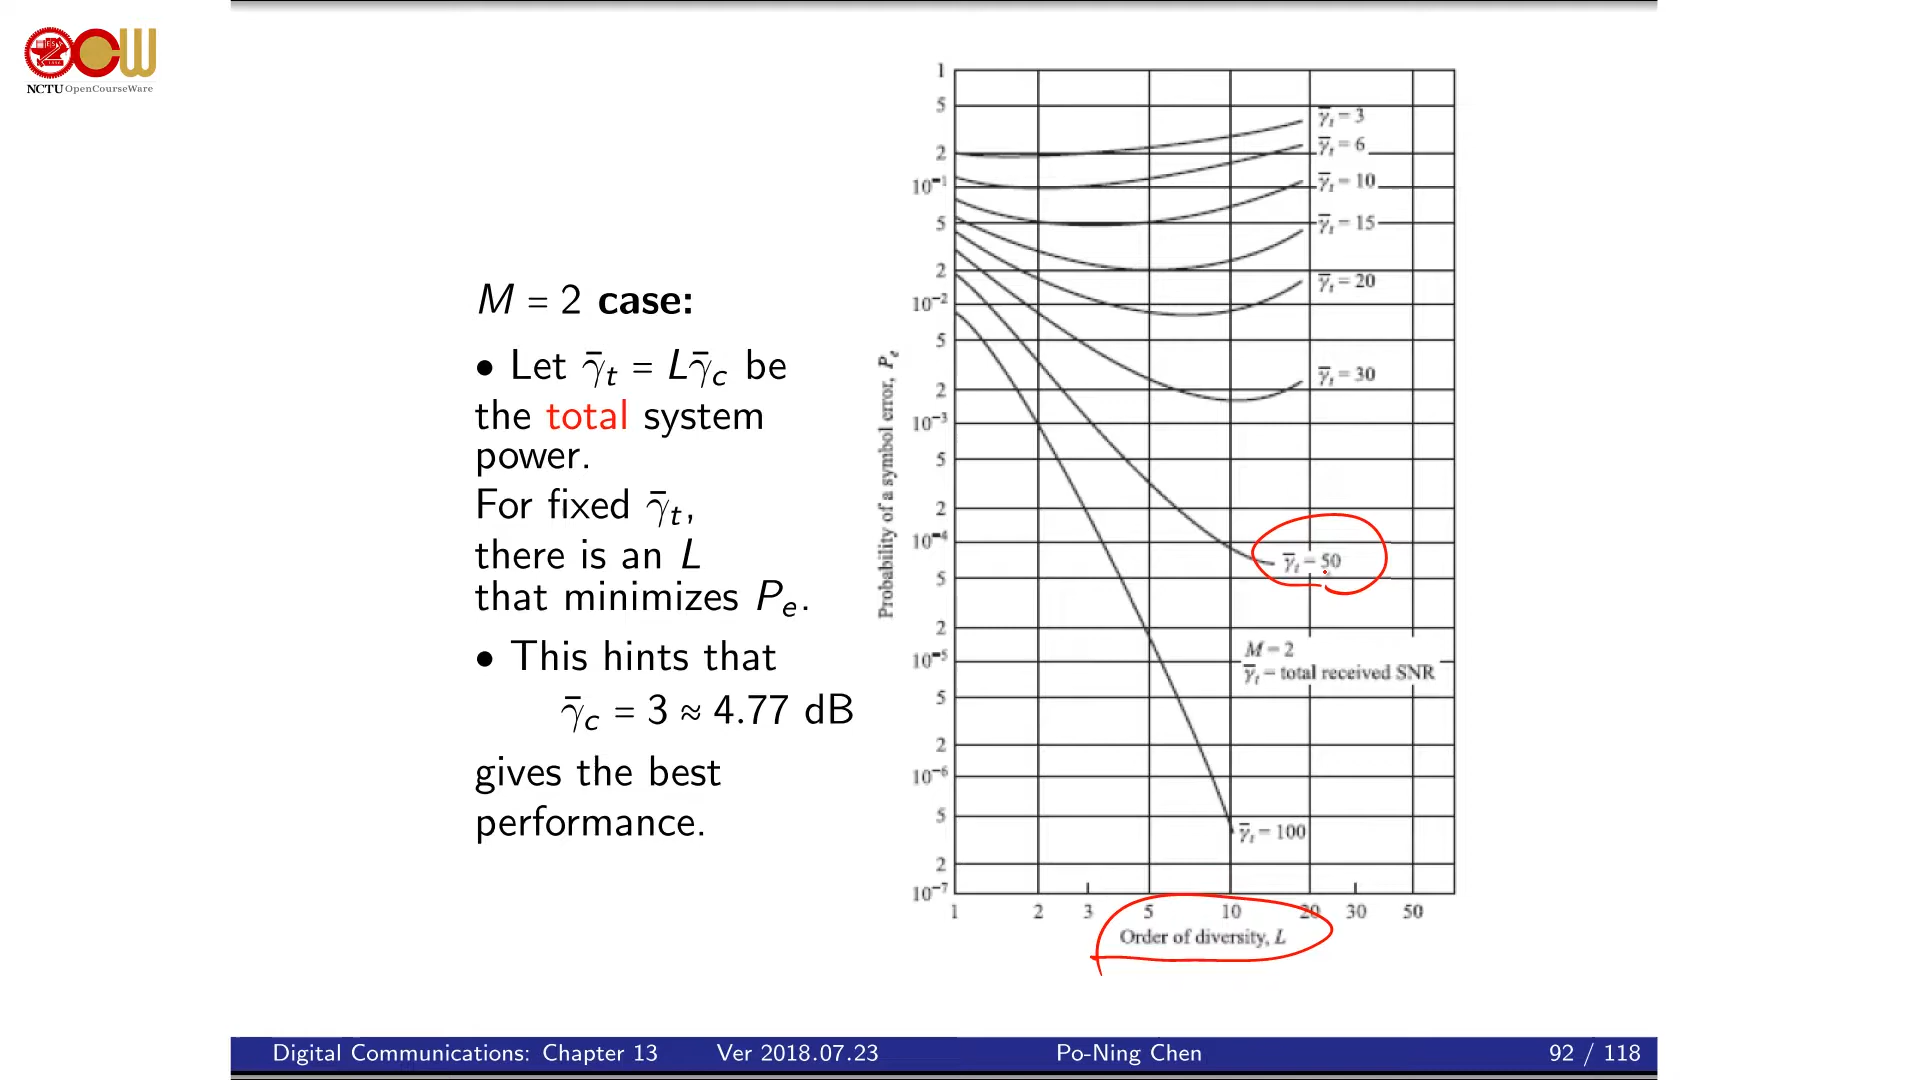 NCTU OpenCourseWare
M = 2 case:
• Let γ̄t = Lγ̄c be
the total system
power.
For fixed γ̄t,
there is an L
that minimizes Pe.
• This hints that
γ̄c = 3 ≈ 4.77 dB
gives the best
performance.
Probability of a symbol error, Pe
1
5
2
10⁻¹
5
2
10⁻²
5
2
10⁻³
5
2
10⁻⁴
5
2
10⁻⁵
5
2
10⁻⁶
5
2
10⁻⁷
γ̄t = 3
γ̄t = 6
γ̄t = 10
γ̄t = 15
γ̄t = 20
γ̄t = 30
γ̄t = 50
M = 2
γ̄t = total received SNR
γ̄t = 100
1 2 3 5 10 20 30 50
Order of diversity, L
Digital Communications: Chapter 13 Ver 2018.07.23 Po-Ning Chen 92 / 118